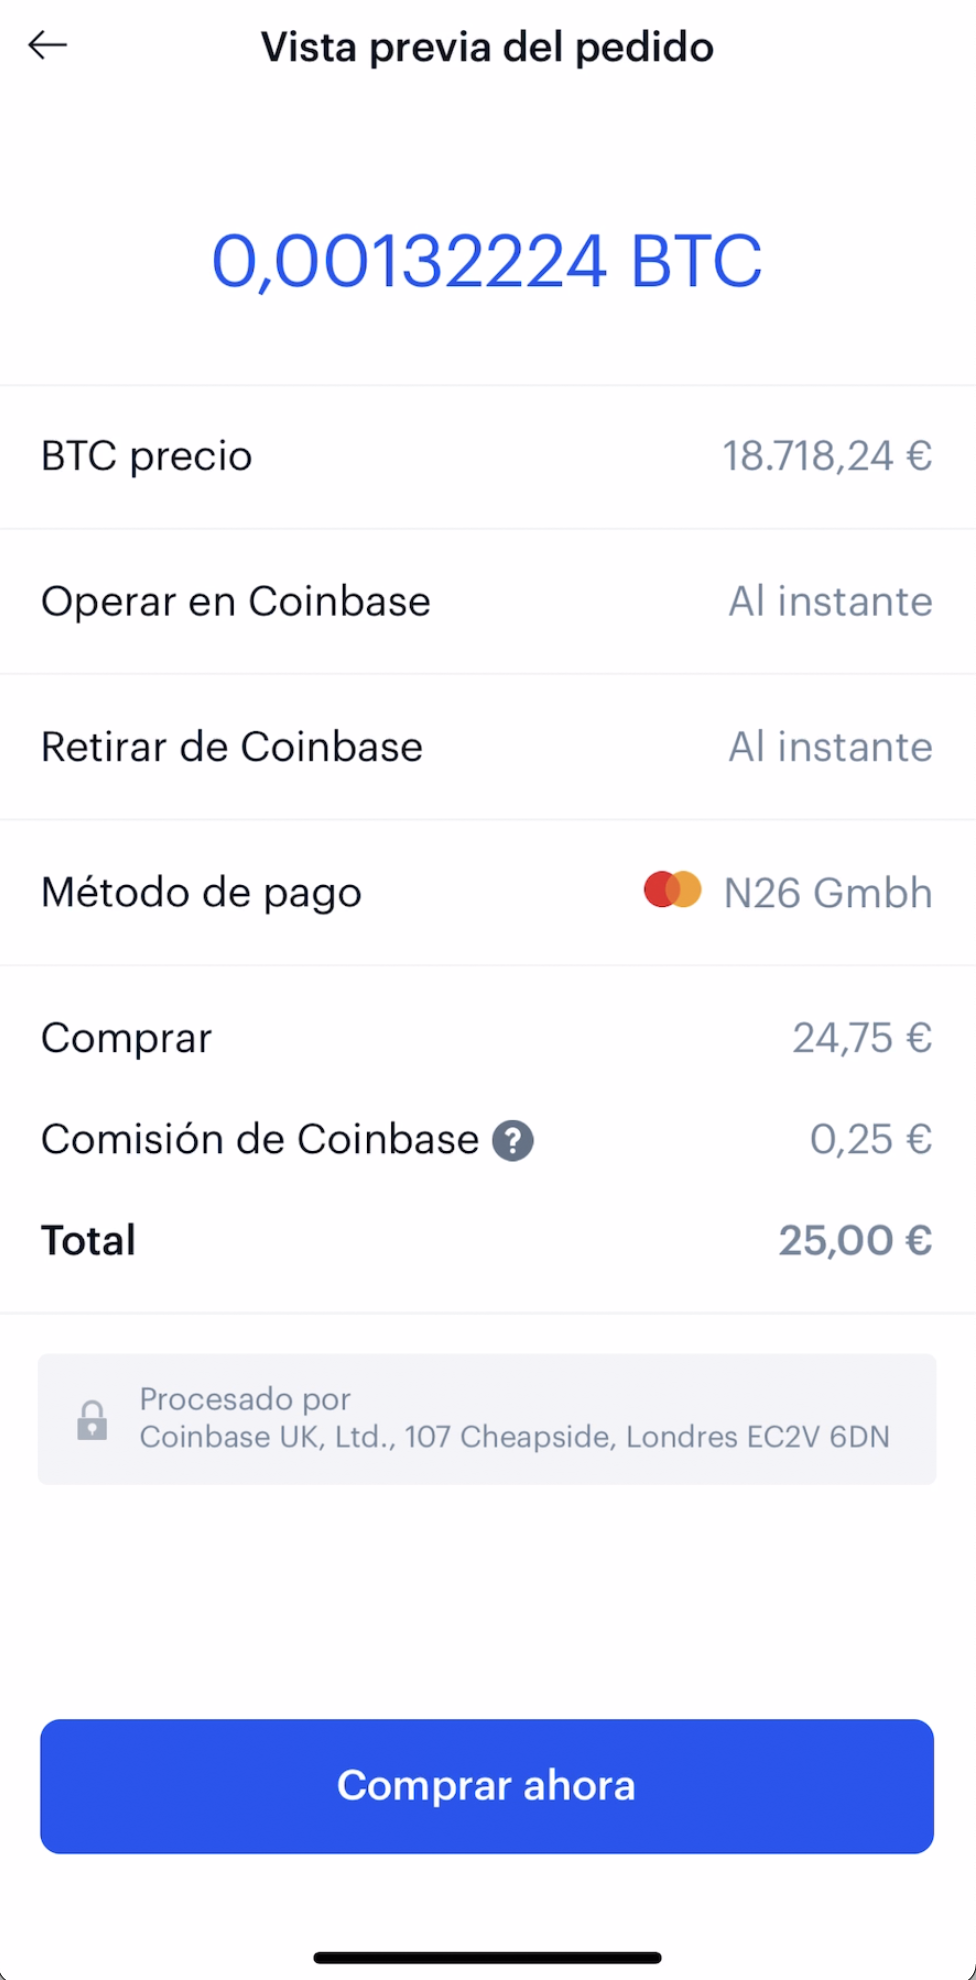 Vista previa del pedido
0,00132224 BTC
BTC precio 18.718,24 €
Operar en Coinbase Al instante
Retirar de Coinbase Al instante
Método de pago N26 Gmbh
Comprar 24,75 €
Comisión de Coinbase ? 0,25 €
Total 25,00 €
Procesado por
Coinbase UK, Ltd., 107 Cheapside, Londres EC2V 6DN
Comprar ahora